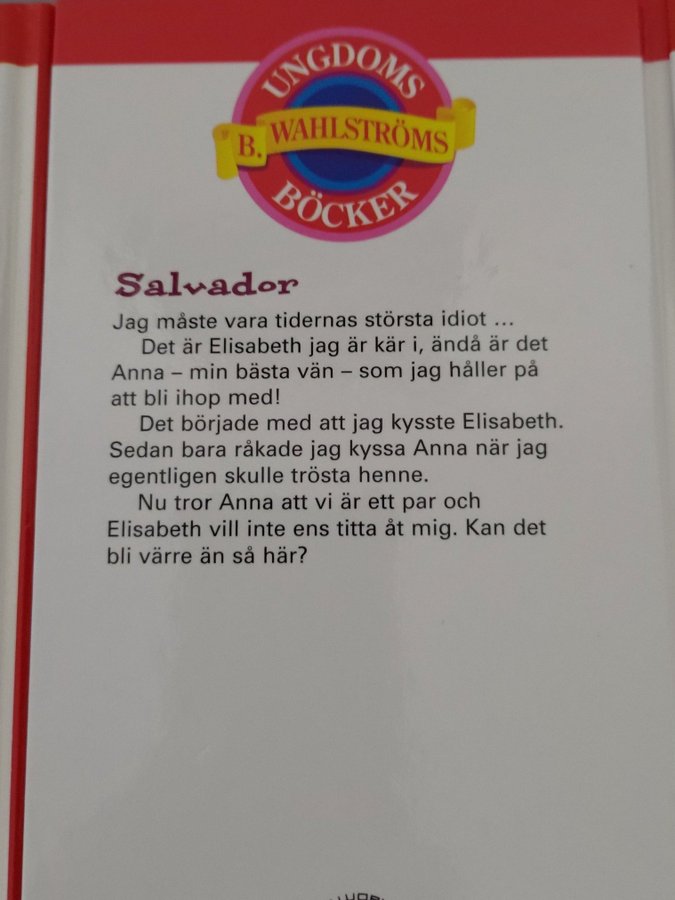 UNGDOMS
B. WAHLSTRÖMS
BÖCKER
Salvador
Jag måste vara tidernas största idiot ...
Det är Elisabeth jag är kär i, ändå är det
Anna – min bästa vän – som jag håller på
att bli ihop med!
Det började med att jag kysste Elisabeth.
Sedan bara råkade jag kyssa Anna när jag
egentligen skulle trösta henne.
Nu tror Anna att vi är ett par och
Elisabeth vill inte ens titta åt mig. Kan det
bli värre än så här?